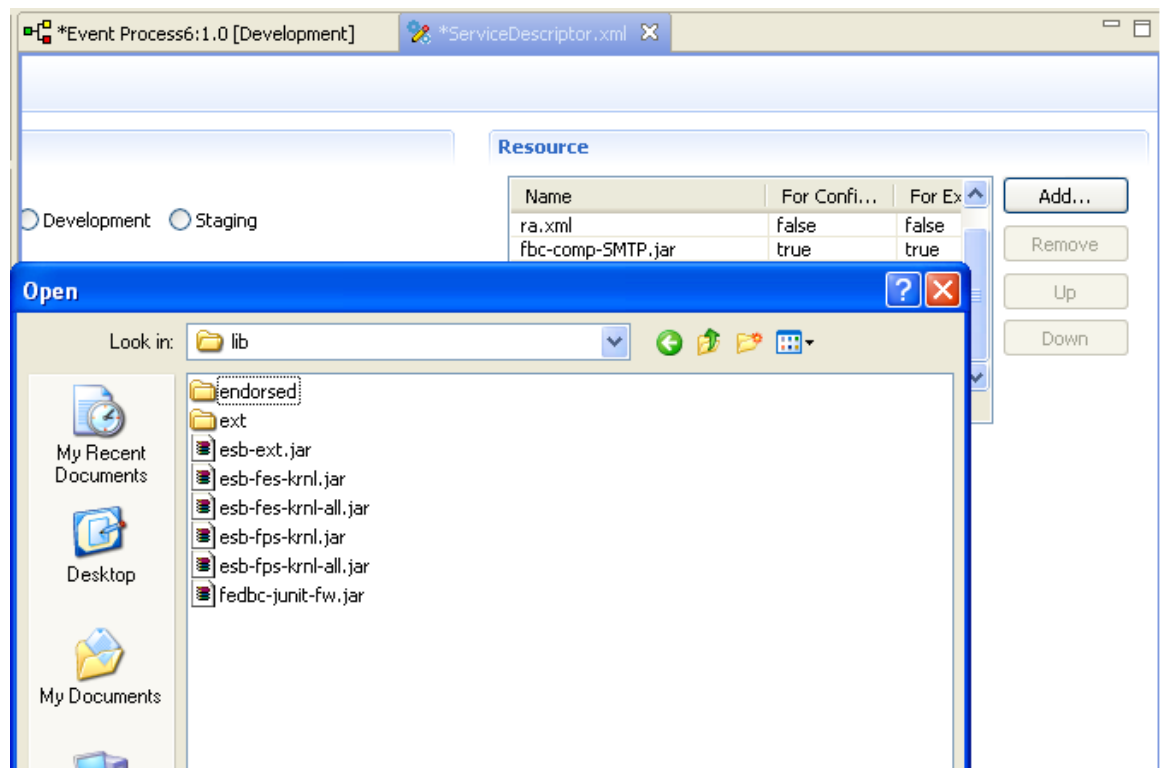 *Event Process6:1.0 [Development] *ServiceDescriptor.xml
Resource
Name For Confi... For Ex
Add...
Development Staging
ra.xml false false
fbc-comp-SMTP.jar true true
Remove
Open
Up
Look in: lib
Down
endorsed
ext
esb-ext.jar
esb-fes-krnl.jar
esb-fes-krnl-all.jar
esb-fps-krnl.jar
esb-fps-krnl-all.jar
fedbc-junit-fw.jar
My Recent
Documents
Desktop
My Documents